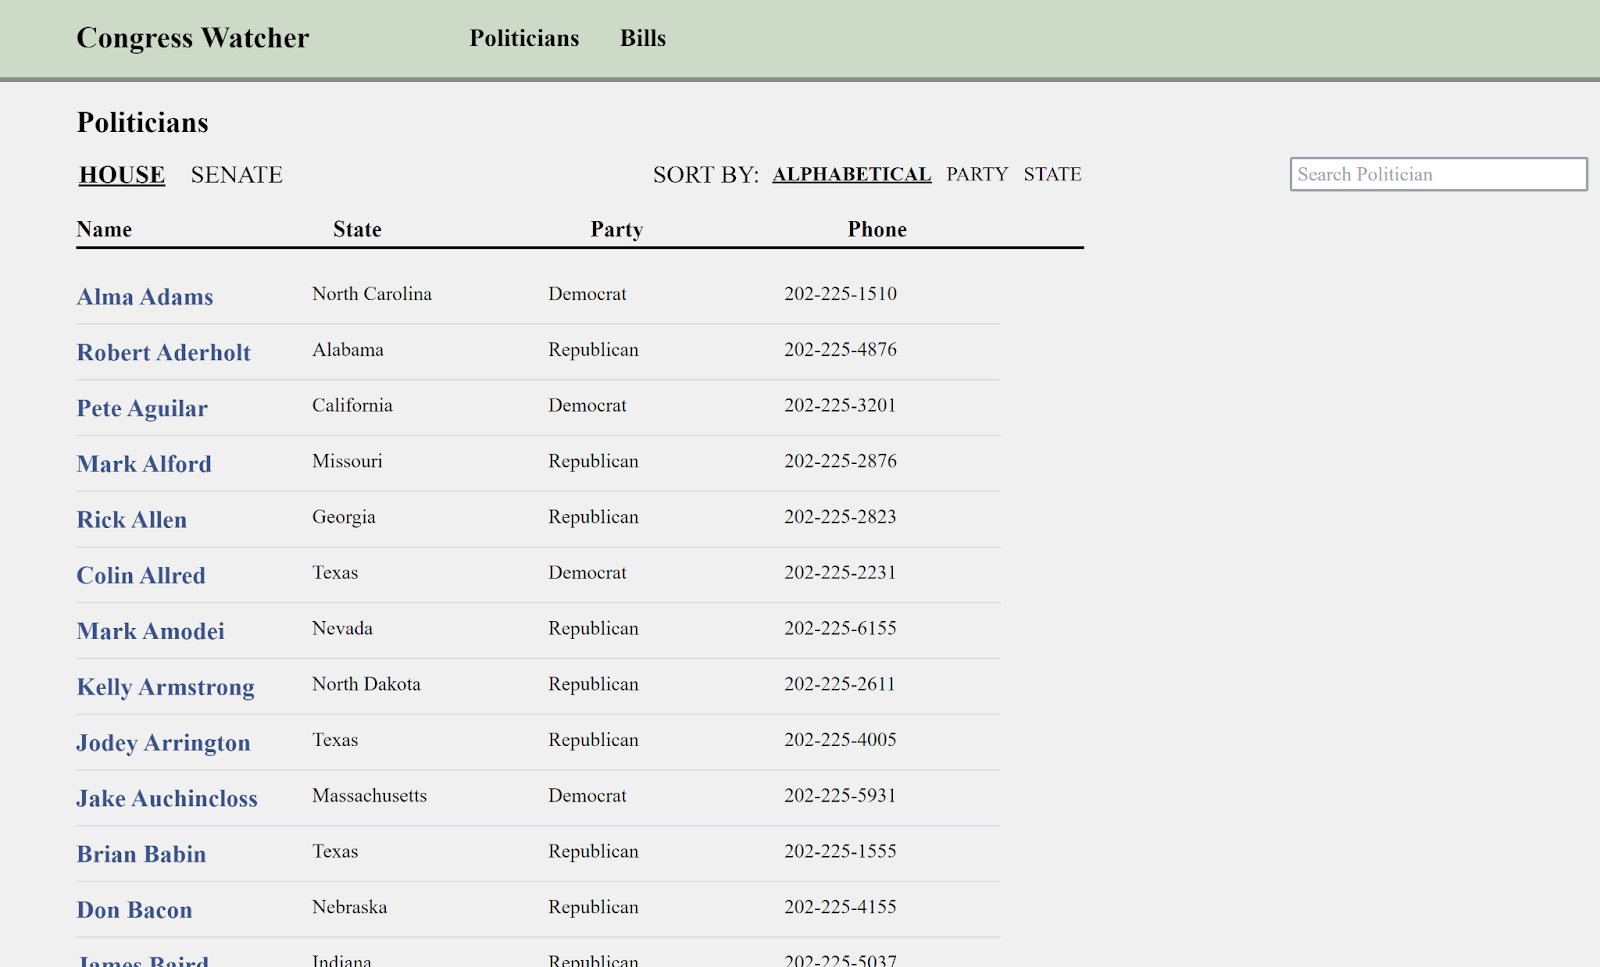 Congress Watcher Politicians Bills
Politicians
HOUSE SENATE SORT BY: ALPHABETICAL PARTY STATE Search Politician
Name State Party Phone
Alma Adams North Carolina Democrat 202-225-1510
Robert Aderholt Alabama Republican 202-225-4876
Pete Aguilar California Democrat 202-225-3201
Mark Alford Missouri Republican 202-225-2876
Rick Allen Georgia Republican 202-225-2823
Colin Allred Texas Democrat 202-225-2231
Mark Amodei Nevada Republican 202-225-6155
Kelly Armstrong North Dakota Republican 202-225-2611
Jodey Arrington Texas Republican 202-225-4005
Jake Auchincloss Massachusetts Democrat 202-225-5931
Brian Babin Texas Republican 202-225-1555
Don Bacon Nebraska Republican 202-225-4155
James Baird Indiana Republican 202-225-5037